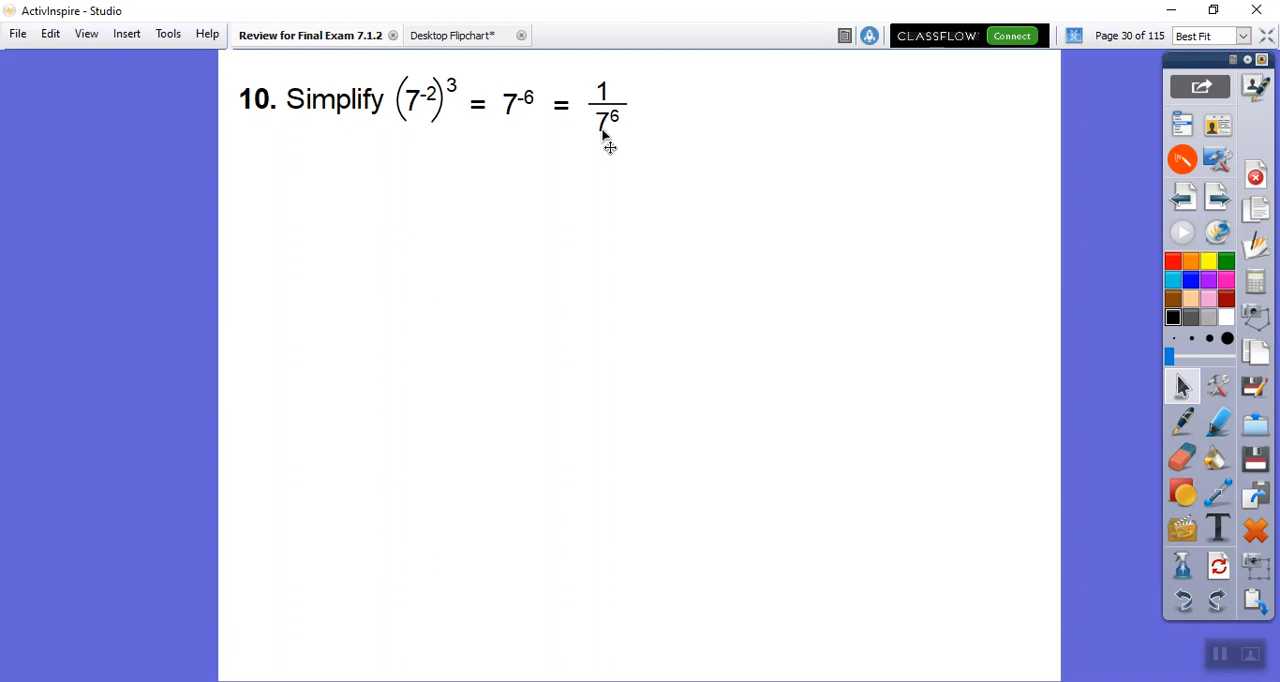 ActivInspire - Studio
File Edit View Insert Tools Help Review for Final Exam 7.1.2 Desktop Flipchart* CLASSFLOW Connect Page 30 of 115 Best Fit
10. Simplify (7⁻²)³ = 7⁻⁶ = 1/7⁶
T